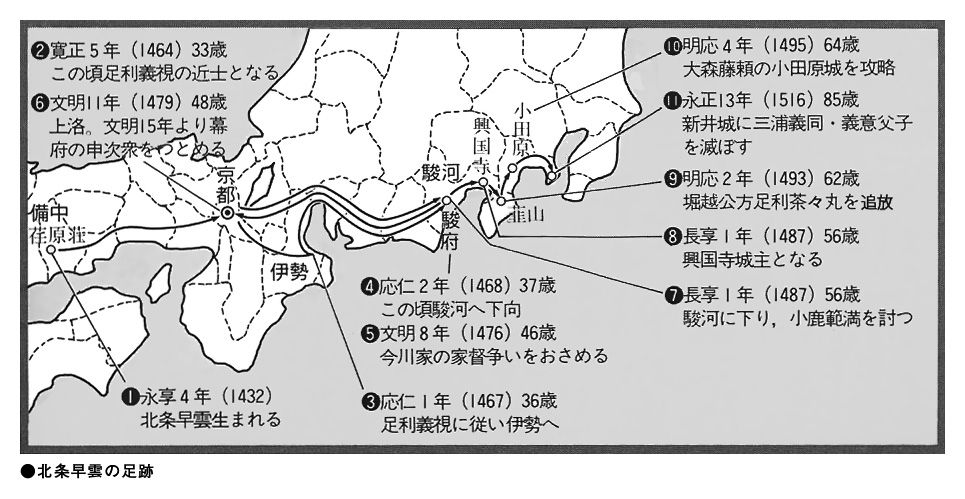 ❷寛正5年（1464）33歳
この頃足利義視の近士となる
❻文明11年（1479）48歳
上洛。文明15年より幕
府の申次衆をつとめる
❿明応4年（1495）64歳
大森藤頼の小田原城を攻略
⓫永正13年（1516）85歳
新井城に三浦義同・義意父子
を滅ぼす
❾明応2年（1493）62歳
堀越公方足利茶々丸を追放
❽長享1年（1487）56歳
興国寺城主となる
❼長享1年（1487）56歳
駿河に下り，小鹿範満を討つ
小田原
興国寺
駿河
韮山
京都
備中
荏原荘
駿府
伊勢
❹応仁2年（1468）37歳
この頃駿河へ下向
❺文明8年（1476）46歳
今川家の家督争いをおさめる
❶永享4年（1432）
北条早雲生まれる
❸応仁1年（1467）36歳
足利義視に従い伊勢へ
●北条早雲の足跡